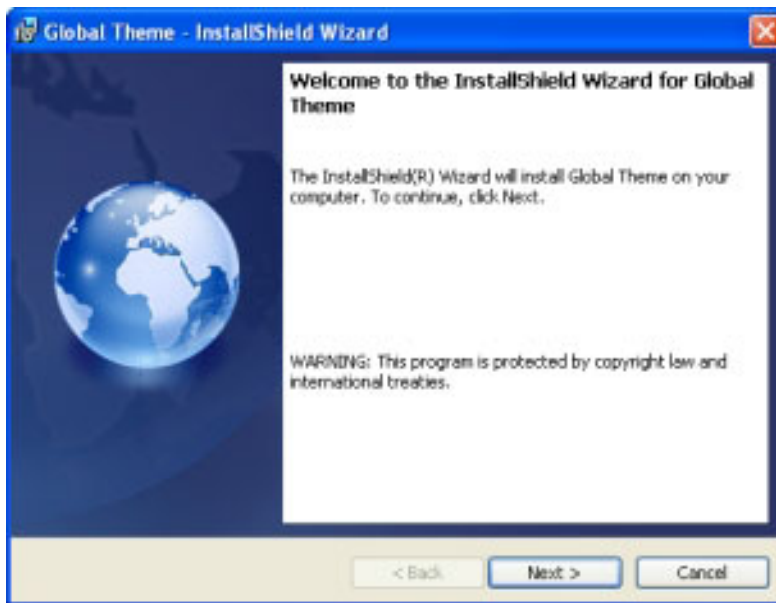 Global Theme - InstallShield Wizard
Welcome to the InstallShield Wizard for Global
Theme
The InstallShield(R) Wizard will install Global Theme on your
computer. To continue, click Next.
WARNING: This program is protected by copyright law and
international treaties.
< Back
Next >
Cancel